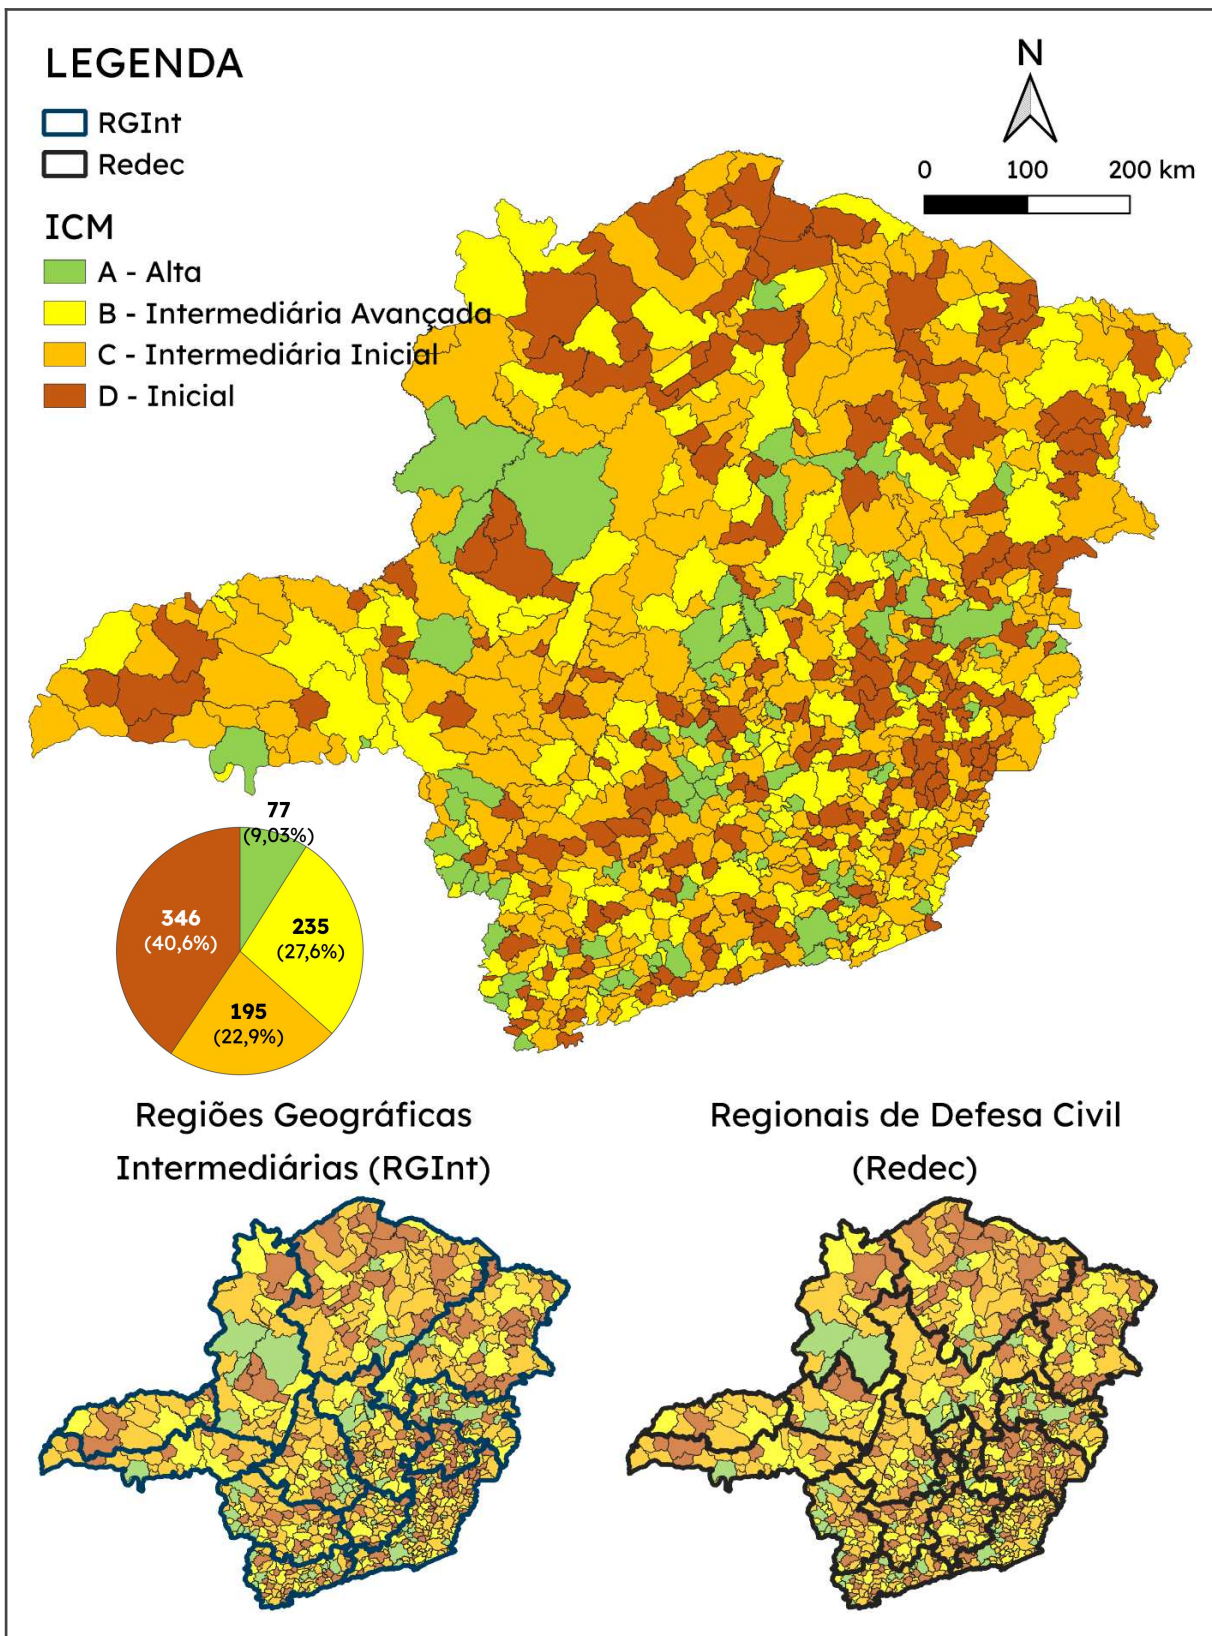 LEGENDA
RGInt
Redec
ICM
A - Alta
B - Intermediária Avançada
C - Intermediária Inicial
D - Inicial
N
0 100 200 km
77
(9,03%)
346
(40,6%)
235
(27,6%)
195
(22,9%)
Regiões Geográficas
Intermediárias (RGInt)
Regionais de Defesa Civil
(Redec)